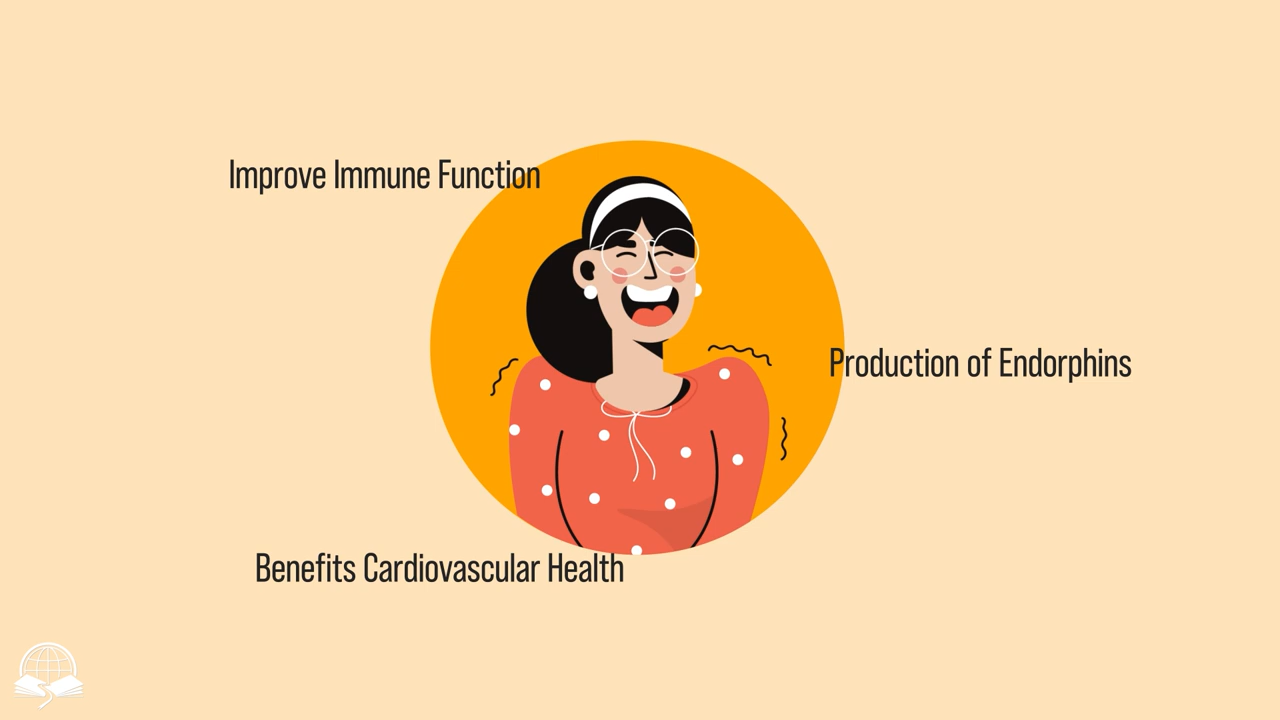 Improve Immune Function
Production of Endorphins
Benefits Cardiovascular Health